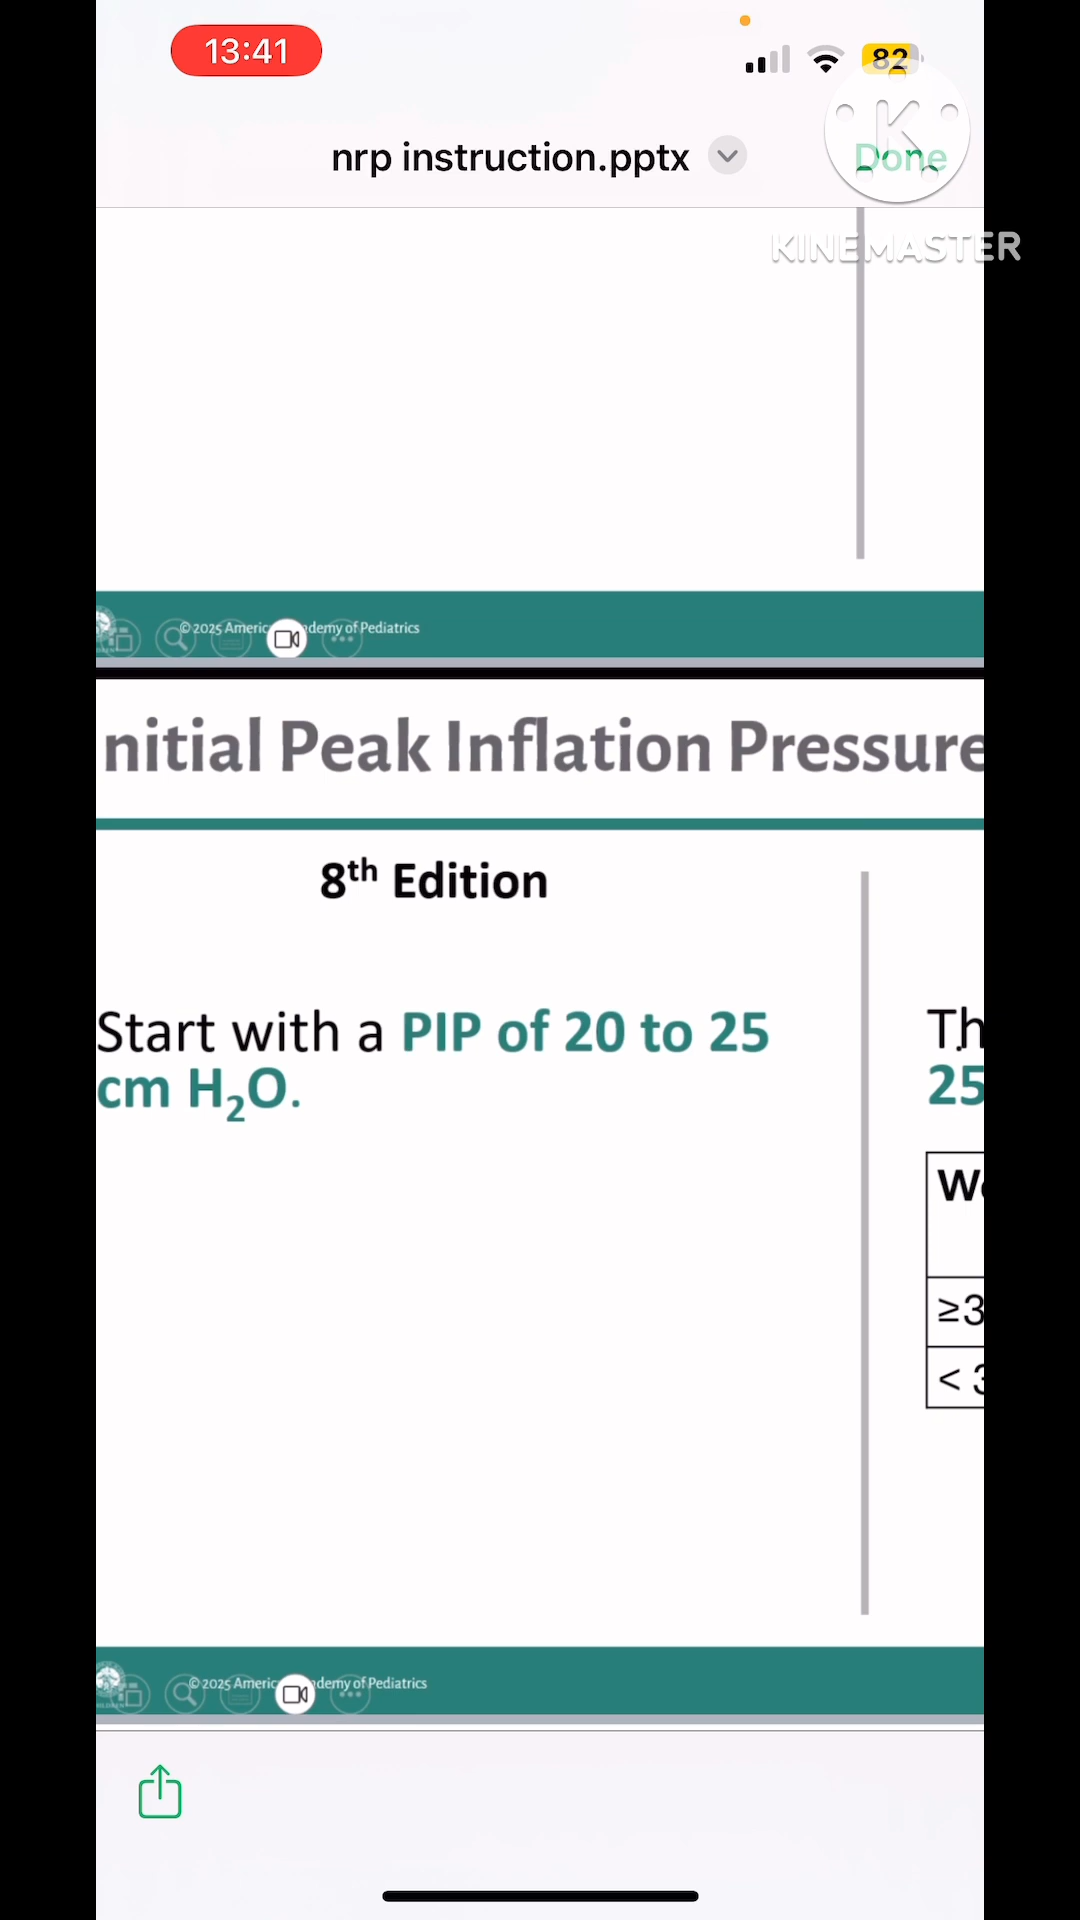 13:41
82
nrp instruction.pptx
Done
KINEMASTER
© 2025 Americ demy of Pediatrics
nitial Peak Inflation Pressure
8th Edition
Start with a PIP of 20 to 25
cm H₂O.
Th
25
W
≥3
< 3
© 2025 Americ demy of Pediatrics